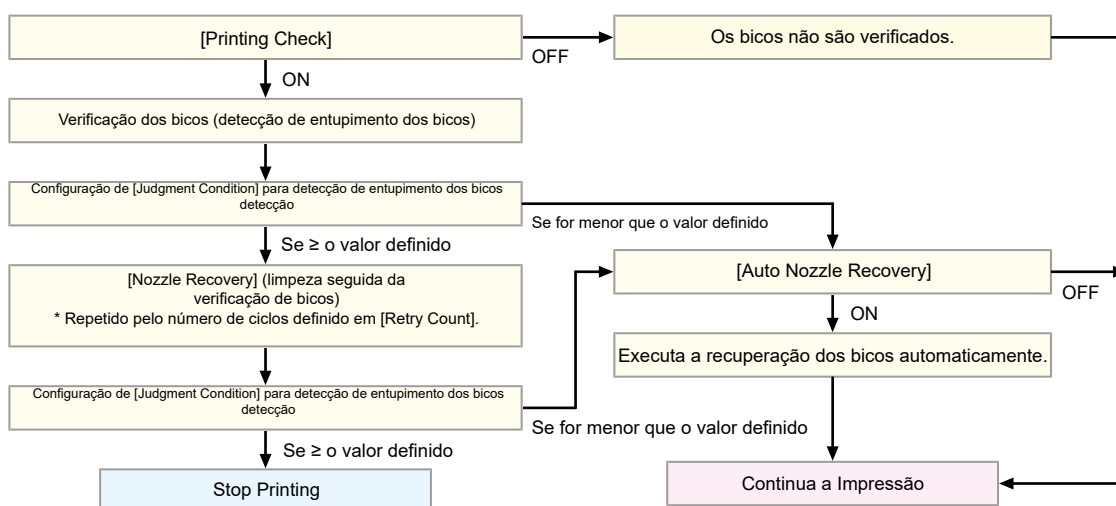 [Printing Check]
OFF
Os bicos não são verificados.
ON
Verificação dos bicos (detecção de entupimento dos bicos)
Configuração de [Judgment Condition] para detecção de entupimento dos bicos
detecção
Se for menor que o valor definido
Se ≥ o valor definido
[Nozzle Recovery] (limpeza seguida da
verificação de bicos)
* Repetido pelo número de ciclos definido em [Retry Count].
[Auto Nozzle Recovery]
OFF
ON
Executa a recuperação dos bicos automaticamente.
Configuração de [Judgment Condition] para detecção de entupimento dos bicos
detecção
Se for menor que o valor definido
Se ≥ o valor definido
Stop Printing
Continua a Impressão